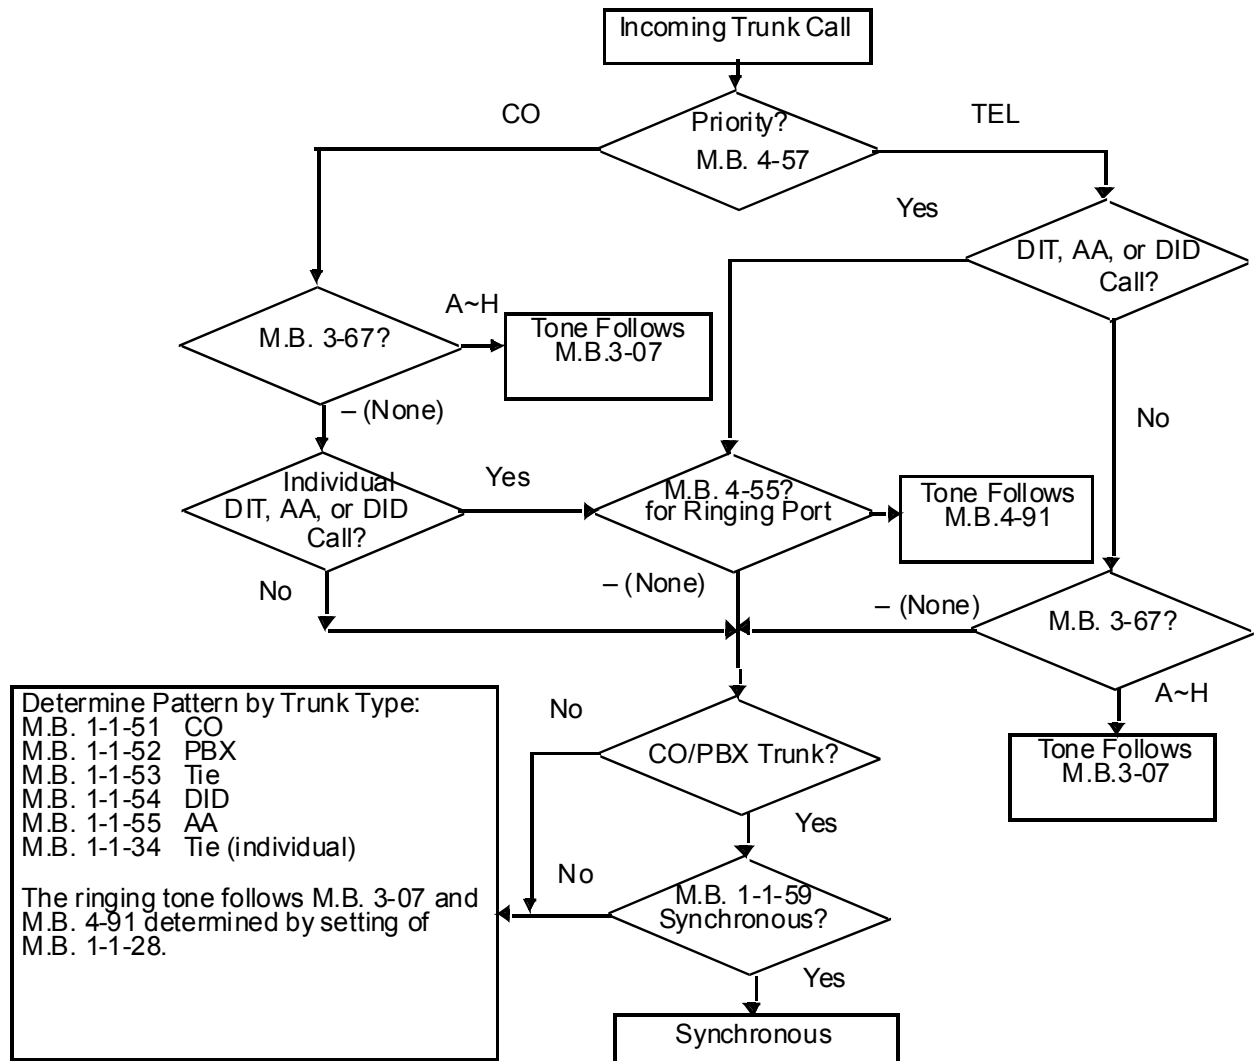 Incoming Trunk Call
CO
Priority?
M.B. 4-57
TEL
Yes
DIT, AA, or DID
Call?
M.B. 3-67?
A~H
Tone Follows
M.B.3-07
– (None)
No
Individual
DIT, AA, or DID
Call?
Yes
M.B. 4-55?
for Ringing Port
Tone Follows
M.B.4-91
No
– (None)
– (None)
M.B. 3-67?
A~H
Tone Follows
M.B.3-07
No
CO/PBX Trunk?
Yes
Determine Pattern by Trunk Type:
M.B. 1-1-51 CO
M.B. 1-1-52 PBX
M.B. 1-1-53 Tie
M.B. 1-1-54 DID
M.B. 1-1-55 AA
M.B. 1-1-34 Tie (individual)
The ringing tone follows M.B. 3-07 and
M.B. 4-91 determined by setting of
M.B. 1-1-28.
No
M.B. 1-1-59
Synchronous?
Yes
Synchronous